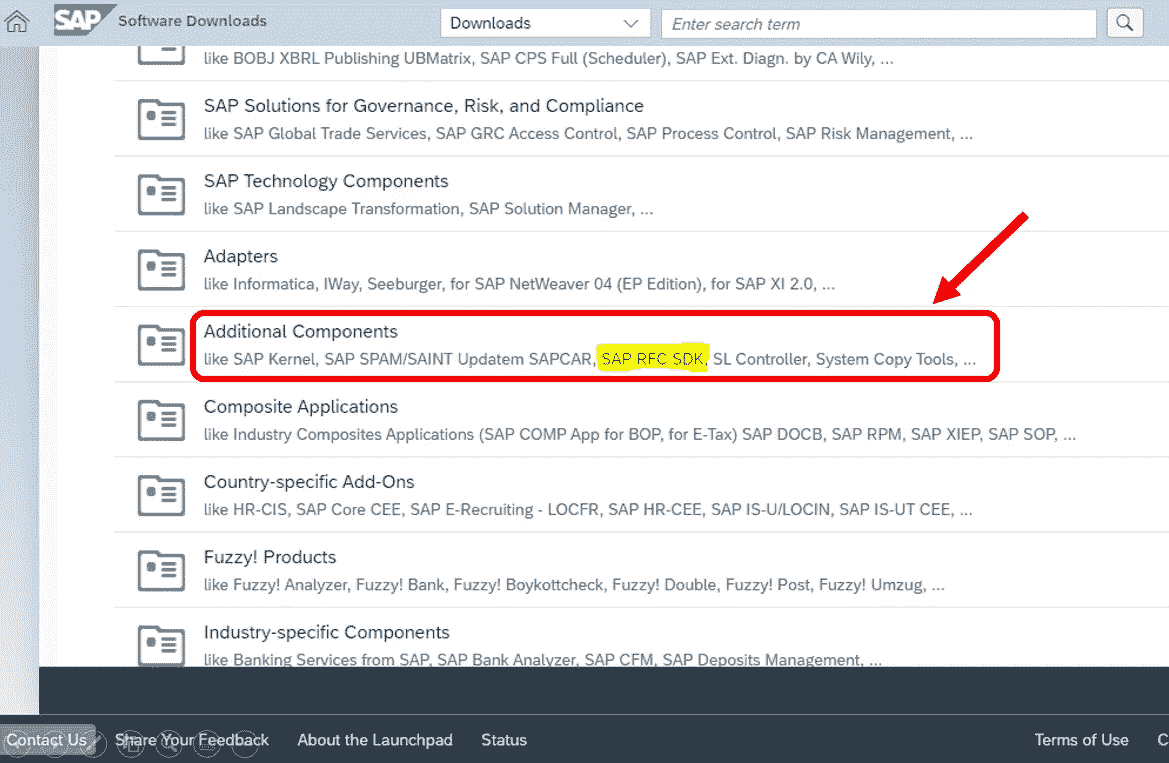 SAP Software Downloads
Downloads
Enter search term
like BOBJ XBRL Publishing UBMatrix, SAP CPS Full (Scheduler), SAP Ext. Diagn. by CA Wily, ...
SAP Solutions for Governance, Risk, and Compliance
like SAP Global Trade Services, SAP GRC Access Control, SAP Process Control, SAP Risk Management, ...
SAP Technology Components
like SAP Landscape Transformation, SAP Solution Manager, ...
Adapters
like Informatica, IWay, Seeburger, for SAP NetWeaver 04 (EP Edition), for SAP XI 2.0, ...
Additional Components
like SAP Kernel, SAP SPAM/SAINT Updatem SAPCAR, SAP RFC SDK, SL Controller, System Copy Tools, ...
Composite Applications
like Industry Composites Applications (SAP COMP App for BOP, for E-Tax) SAP DOCB, SAP RPM, SAP XIEP, SAP SOP, ...
Country-specific Add-Ons
like HR-CIS, SAP Core CEE, SAP E-Recruiting - LOCFR, SAP HR-CEE, SAP IS-U/LOCIN, SAP IS-UT CEE, ...
Fuzzy! Products
like Fuzzy! Analyzer, Fuzzy! Bank, Fuzzy! Boykottcheck, Fuzzy! Double, Fuzzy! Post, Fuzzy! Umzug, ...
Industry-specific Components
like Banking Services from SAP, SAP Bank Analyzer, SAP CFM, SAP Deposits Management, ...
Contact Us Share Your Feedback About the Launchpad Status Terms of Use